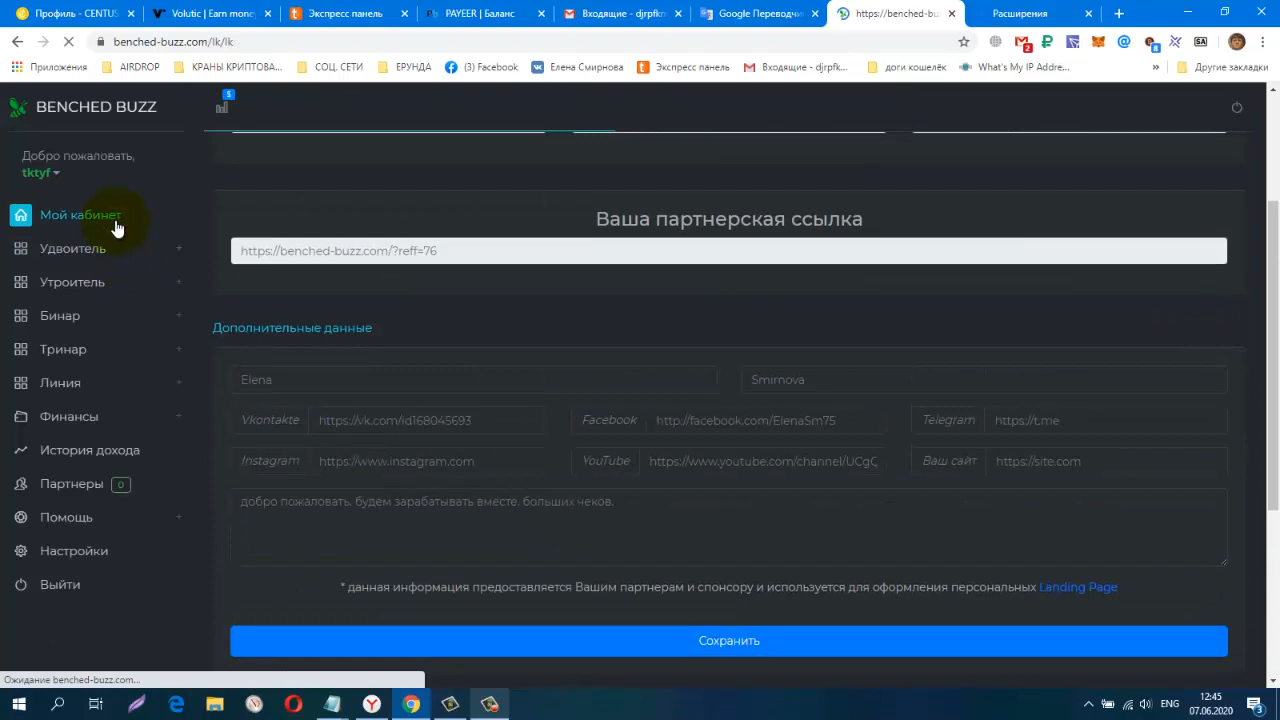 Профиль - CENTUS
Volutic | Earn mone
Экспресс панель
PAYEER | Баланс
Входящие - djrpfkn
Google Переводчи
https://benched-bu
Расширения
benched-buzz.com/lk/lk
Приложения
AIRDROP
КРАНЫ КРИПТОВА...
СОЦ. СЕТИ
ЕРУНДА
(3) Facebook
Елена Смирнова
Экспресс панель
Входящие - djrpfk...
доги кошелёк
What's My IP Addre...
»
Другие закладки
BENCHED BUZZ
$
Добро пожаловать,
tktyf
Мой кабинет
Удвоитель +
Утроитель +
Бинар +
Тринар +
Линия +
Финансы +
История дохода
Партнеры 0
Помощь +
Настройки
Выйти
Ваша партнерская ссылка
https://benched-buzz.com/?reff=76
Дополнительные данные
Elena
Smirnova
Vkontakte https://vk.com/id168045693
Facebook http://facebook.com/ElenaSm75
Telegram https://t.me
Instagram https://www.instagram.com
YouTube https://www.youtube.com/channel/UCgC
Ваш сайт https://site.com
добро пожаловать. будем зарабатывать вместе. больших чеков.
* данная информация предоставляется Вашим партнерам и спонсору и используется для оформления персональных Landing Page
Сохранить
Ожидание benched-buzz.com...
ENG
12:45
07.06.2020